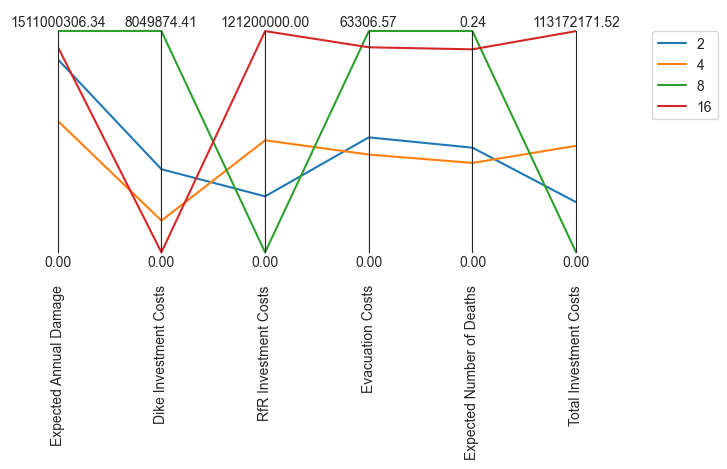 1511000306.34
8049874.41
121200000.00
63306.57
0.24
113172171.52
2
4
8
16
0.00
0.00
0.00
0.00
0.00
0.00
Expected Annual Damage
Dike Investment Costs
RfR Investment Costs
Evacuation Costs
Expected Number of Deaths
Total Investment Costs